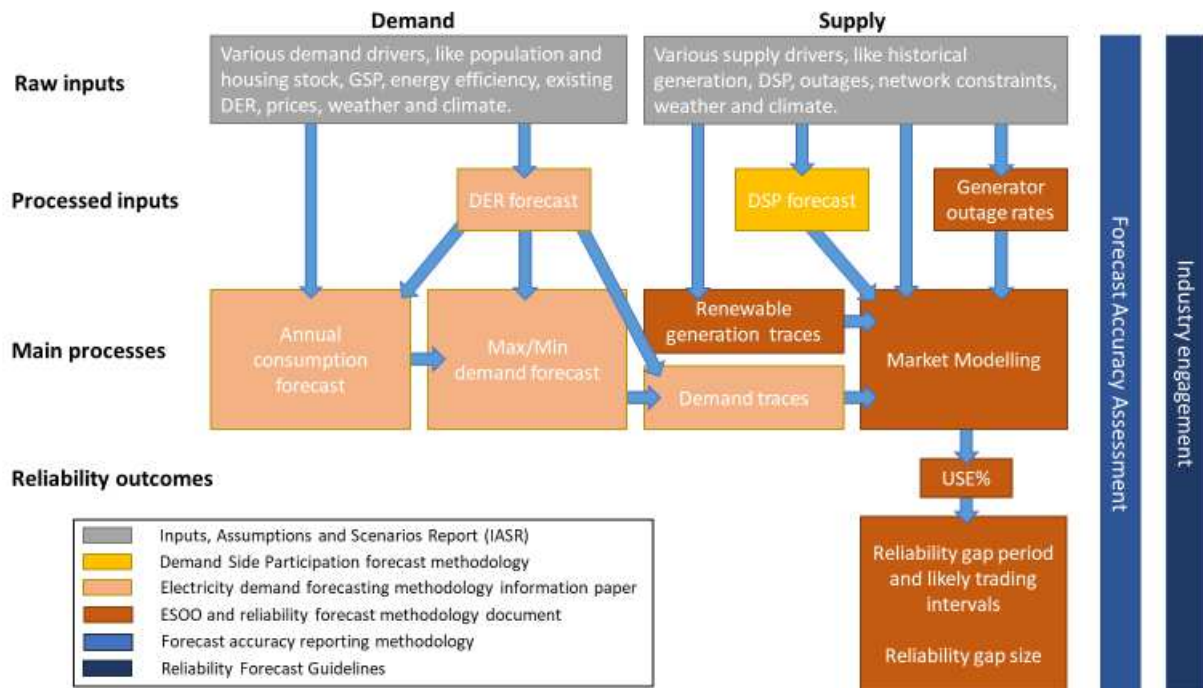 Demand
Supply
Raw inputs
Various demand drivers, like population and
housing stock, GSP, energy efficiency, existing
DER, prices, weather and climate.
Various supply drivers, like historical
generation, DSP, outages, network constraints,
weather and climate.
Processed inputs
DER forecast
DSP forecast
Generator
outage rates
Main processes
Annual
consumption
forecast
Max/Min
demand forecast
Renewable
generation traces
Demand traces
Market Modelling
Reliability outcomes
USE%
Reliability gap period
and likely trading
intervals
Reliability gap size
Forecast Accuracy Assessment
Industry engagement
Inputs, Assumptions and Scenarios Report (IASR)
Demand Side Participation forecast methodology
Electricity demand forecasting methodology information paper
ESOO and reliability forecast methodology document
Forecast accuracy reporting methodology
Reliability Forecast Guidelines